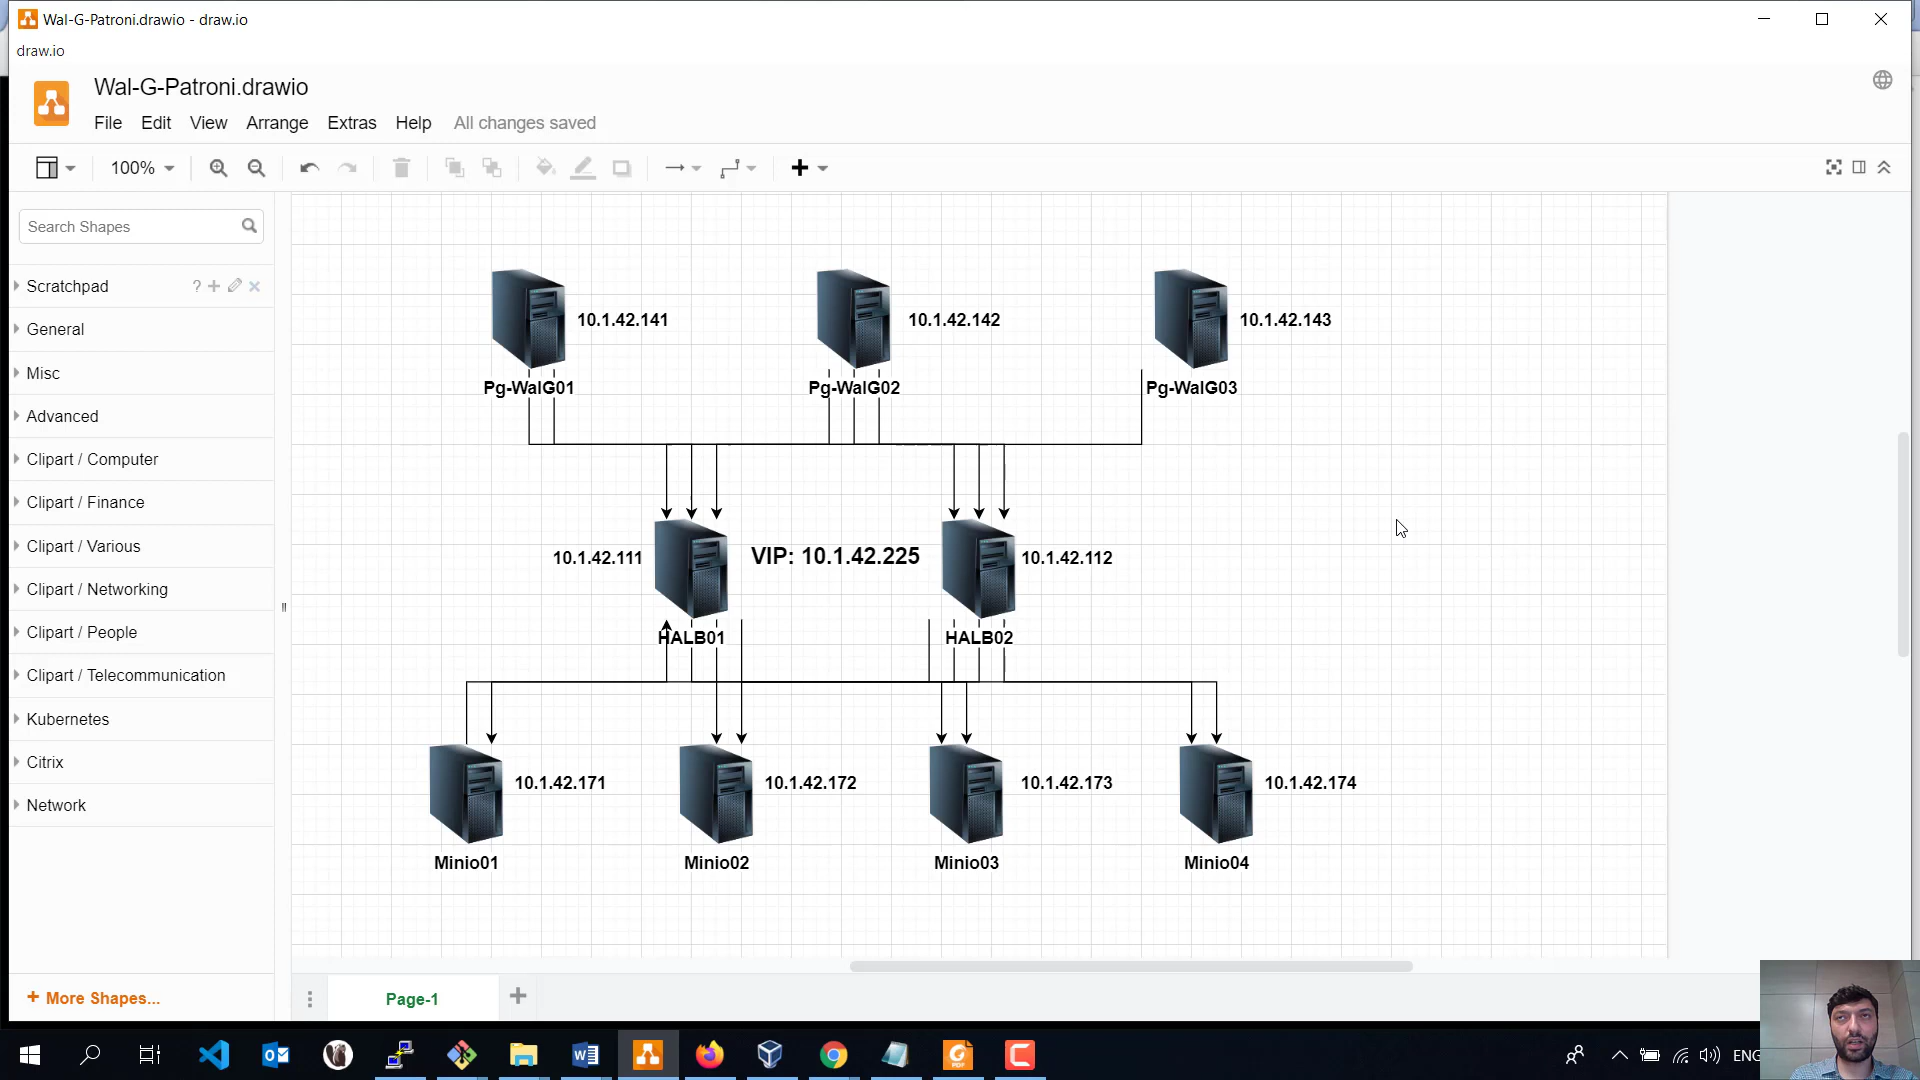 Wal-G-Patroni.drawio - draw.io
draw.io
Wal-G-Patroni.drawio
File Edit View Arrange Extras Help All changes saved
100%
Search Shapes
Scratchpad ?
General
Misc
Advanced
Clipart / Computer
Clipart / Finance
Clipart / Various
Clipart / Networking
Clipart / People
Clipart / Telecommunication
Kubernetes
Citrix
Network
+ More Shapes...
10.1.42.141 10.1.42.142 10.1.42.143
Pg-WalG01 Pg-WalG02 Pg-WalG03
10.1.42.111 VIP: 10.1.42.225 10.1.42.112
HALB01 HALB02
10.1.42.171 10.1.42.172 10.1.42.173 10.1.42.174
Minio01 Minio02 Minio03 Minio04
Page-1
ENG